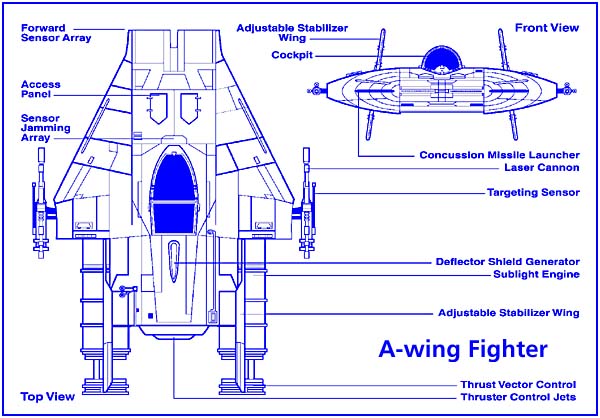 Forward
Sensor Array
Access
Panel
Sensor
Jamming
Array
Top View
Adjustable Stabilizer
Wing
Cockpit
Front View
Concussion Missile Launcher
Laser Cannon
Targeting Sensor
Deflector Shield Generator
Sublight Engine
Adjustable Stabilizer Wing
A-wing Fighter
Thrust Vector Control
Thruster Control Jets